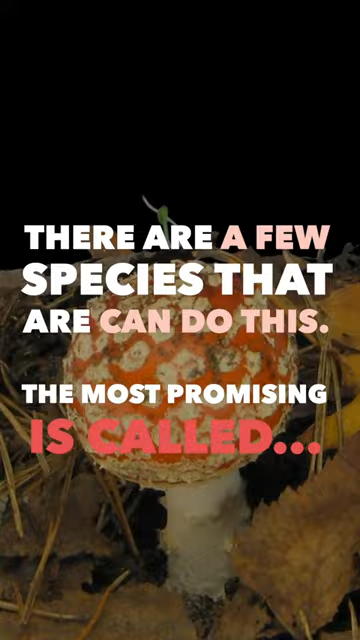 THERE ARE A FEW
SPECIES THAT
ARE CAN DO THIS.
THE MOST PROMISING
IS CALLED...